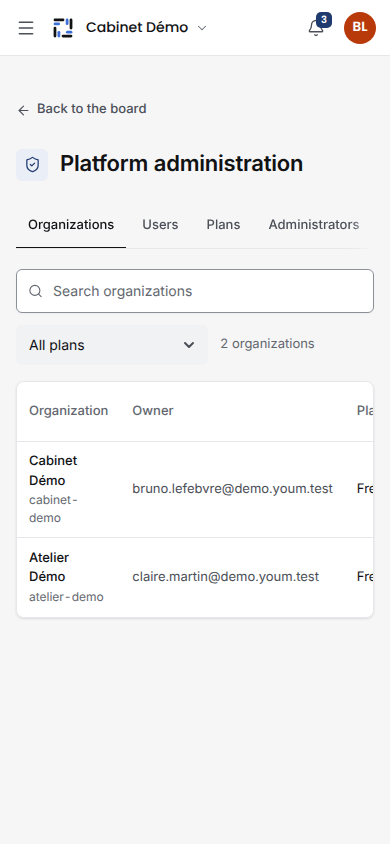 Cabinet Démo
3
BL
Back to the board
Platform administration
Organizations Users Plans Administrators
Search organizations
All plans
2 organizations
Organization Owner
Cabinet
Démo
cabinet-
demo
bruno.lefebvre@demo.youm.test
Atelier
Démo
atelier-demo
claire.martin@demo.youm.test